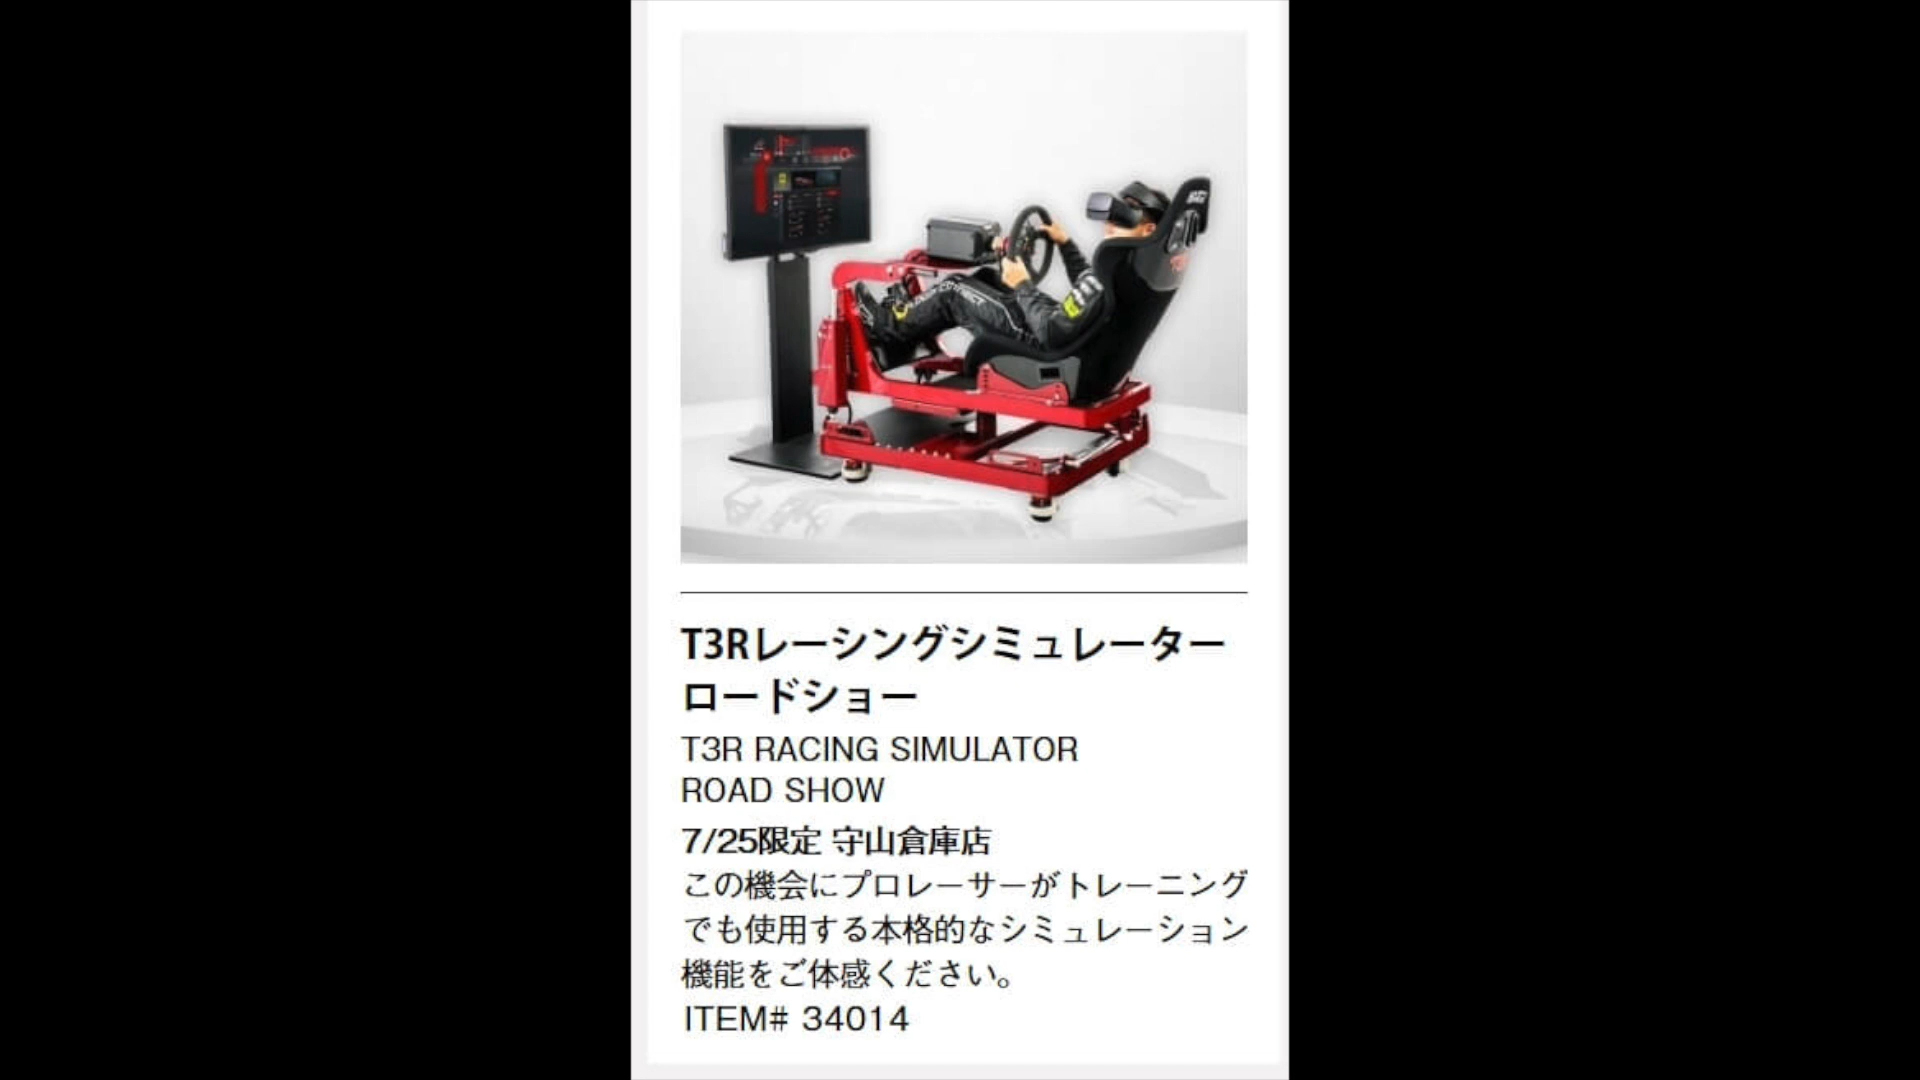 T3Rレーシングシミュレーター
ロードショー
T3R RACING SIMULATOR
ROAD SHOW
7/25限定 守山倉庫店
この機会にプロレーサーがトレーニング
でも使用する本格的なシミュレーション
機能をご体感ください。
ITEM# 34014